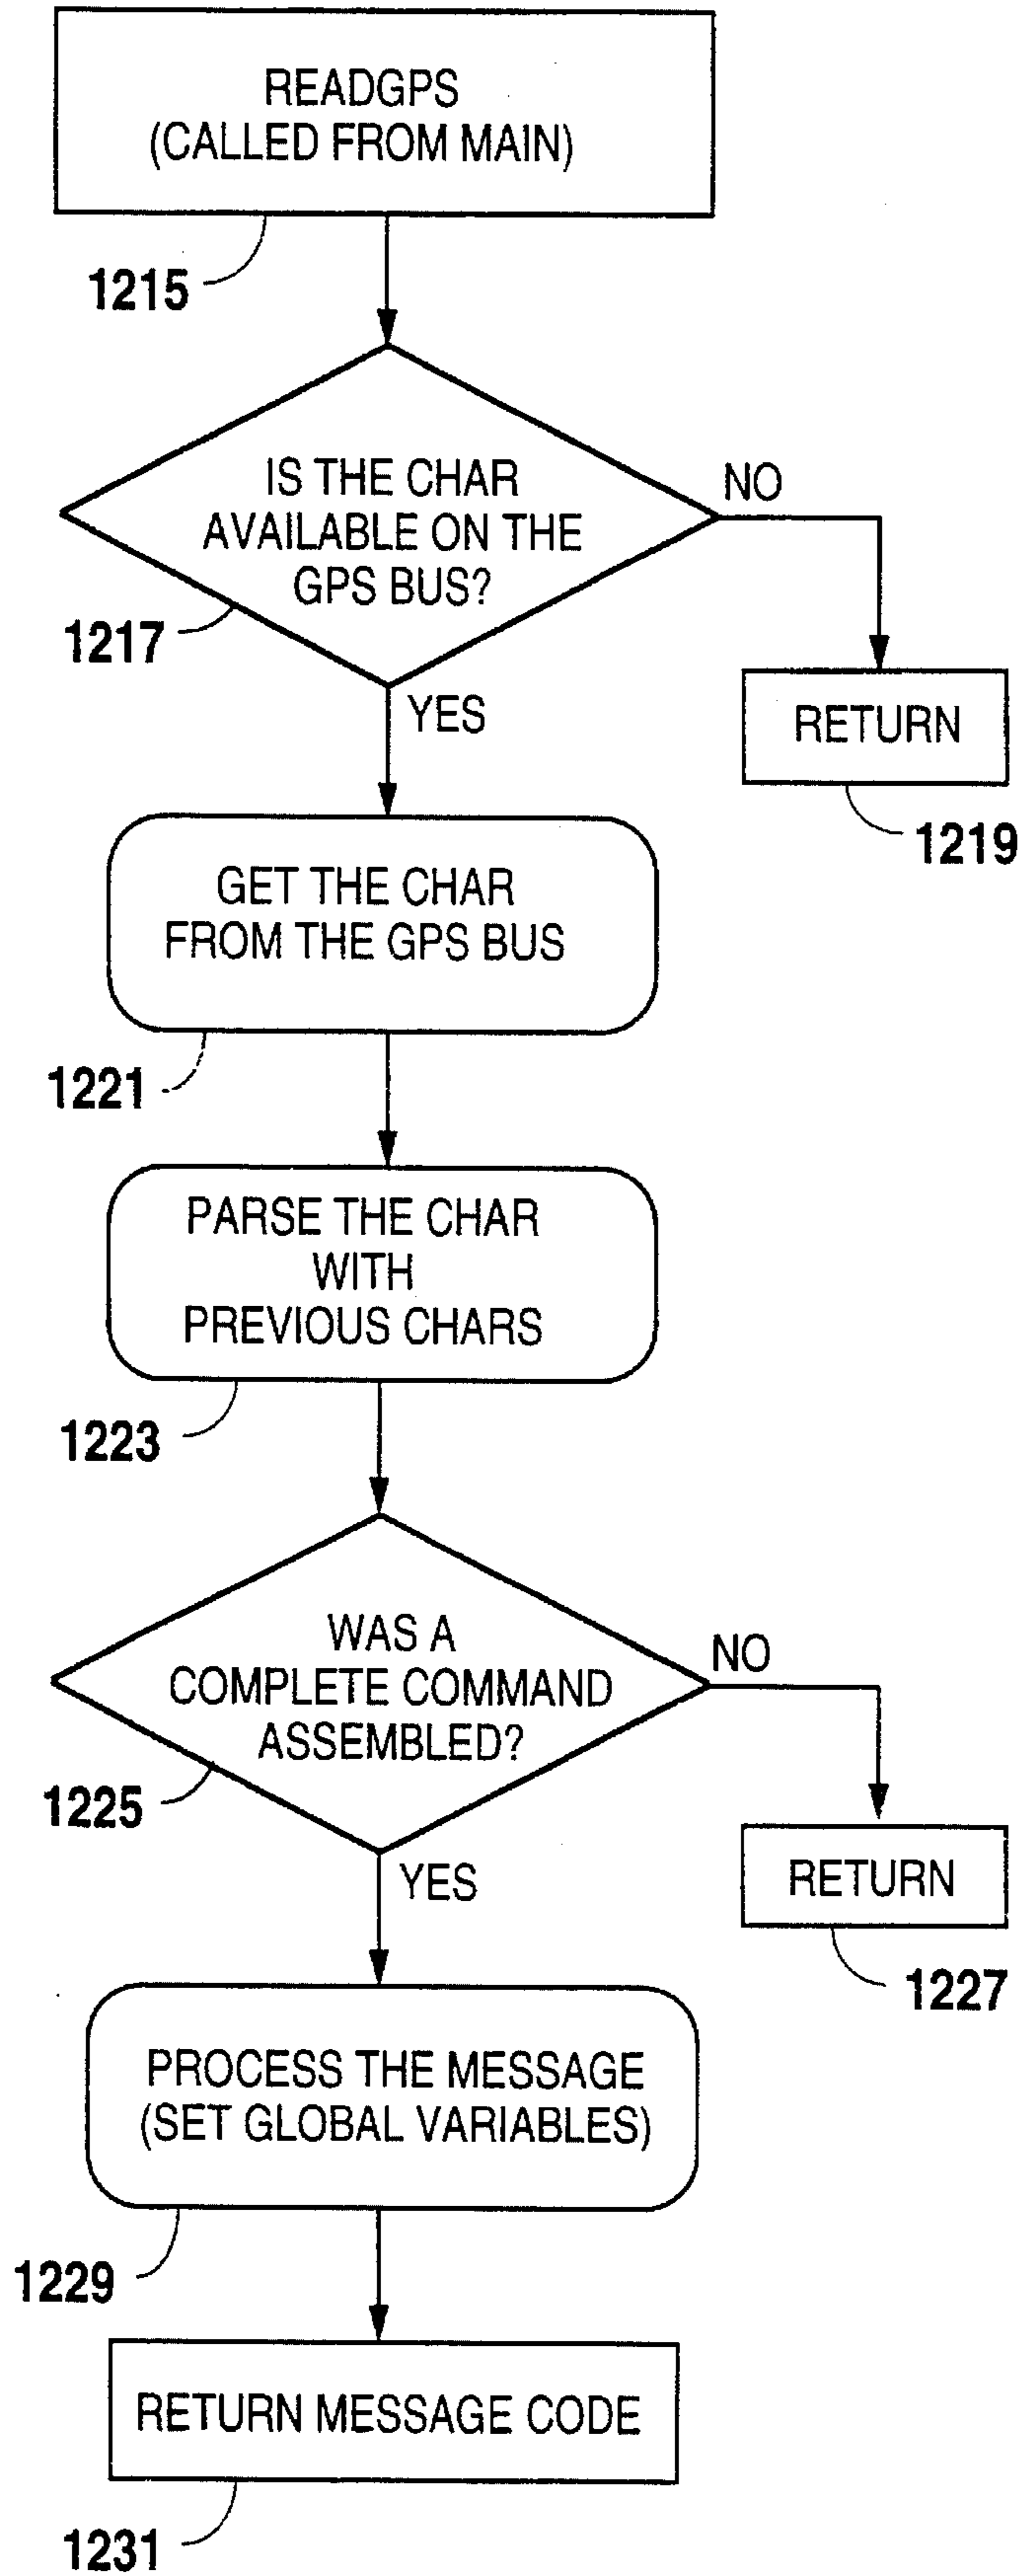 READGPS
(CALLED FROM MAIN)
1215
IS THE CHAR
AVAILABLE ON THE
GPS BUS?
NO
1217
YES
RETURN
1219
GET THE CHAR
FROM THE GPS BUS
1221
PARSE THE CHAR
WITH
PREVIOUS CHARS
1223
WAS A
COMPLETE COMMAND
ASSEMBLED?
NO
1225
YES
RETURN
1227
PROCESS THE MESSAGE
(SET GLOBAL VARIABLES)
1229
RETURN MESSAGE CODE
1231